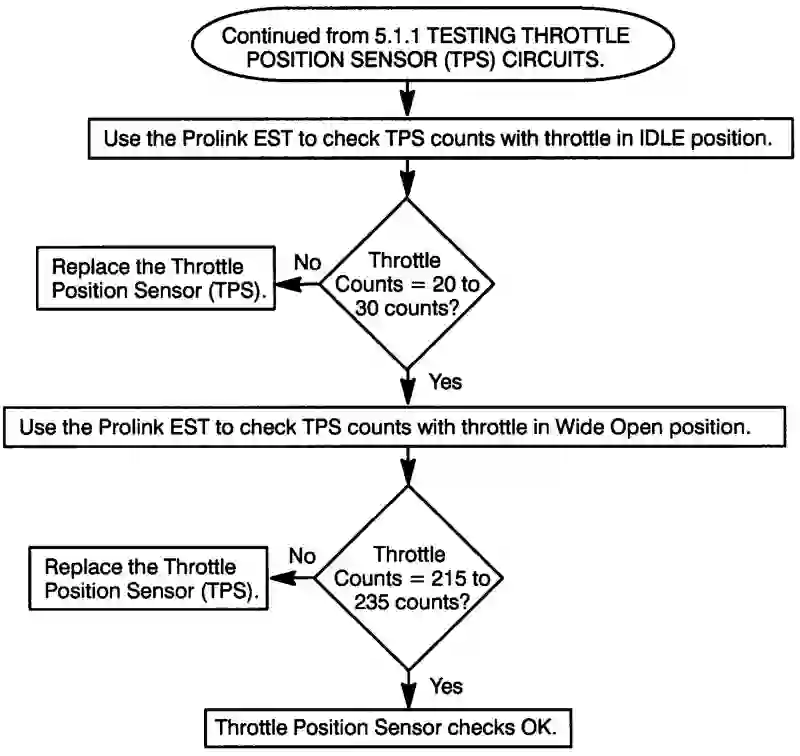 Continued from 5.1.1 TESTING THROTTLE
POSITION SENSOR (TPS) CIRCUITS.
Use the Prolink EST to check TPS counts with throttle in IDLE position.
Throttle
Counts = 20 to
30 counts?
No
Replace the Throttle
Position Sensor (TPS).
Yes
Use the Prolink EST to check TPS counts with throttle in Wide Open position.
Throttle
Counts = 215 to
235 counts?
No
Replace the Throttle
Position Sensor (TPS).
Yes
Throttle Position Sensor checks OK.